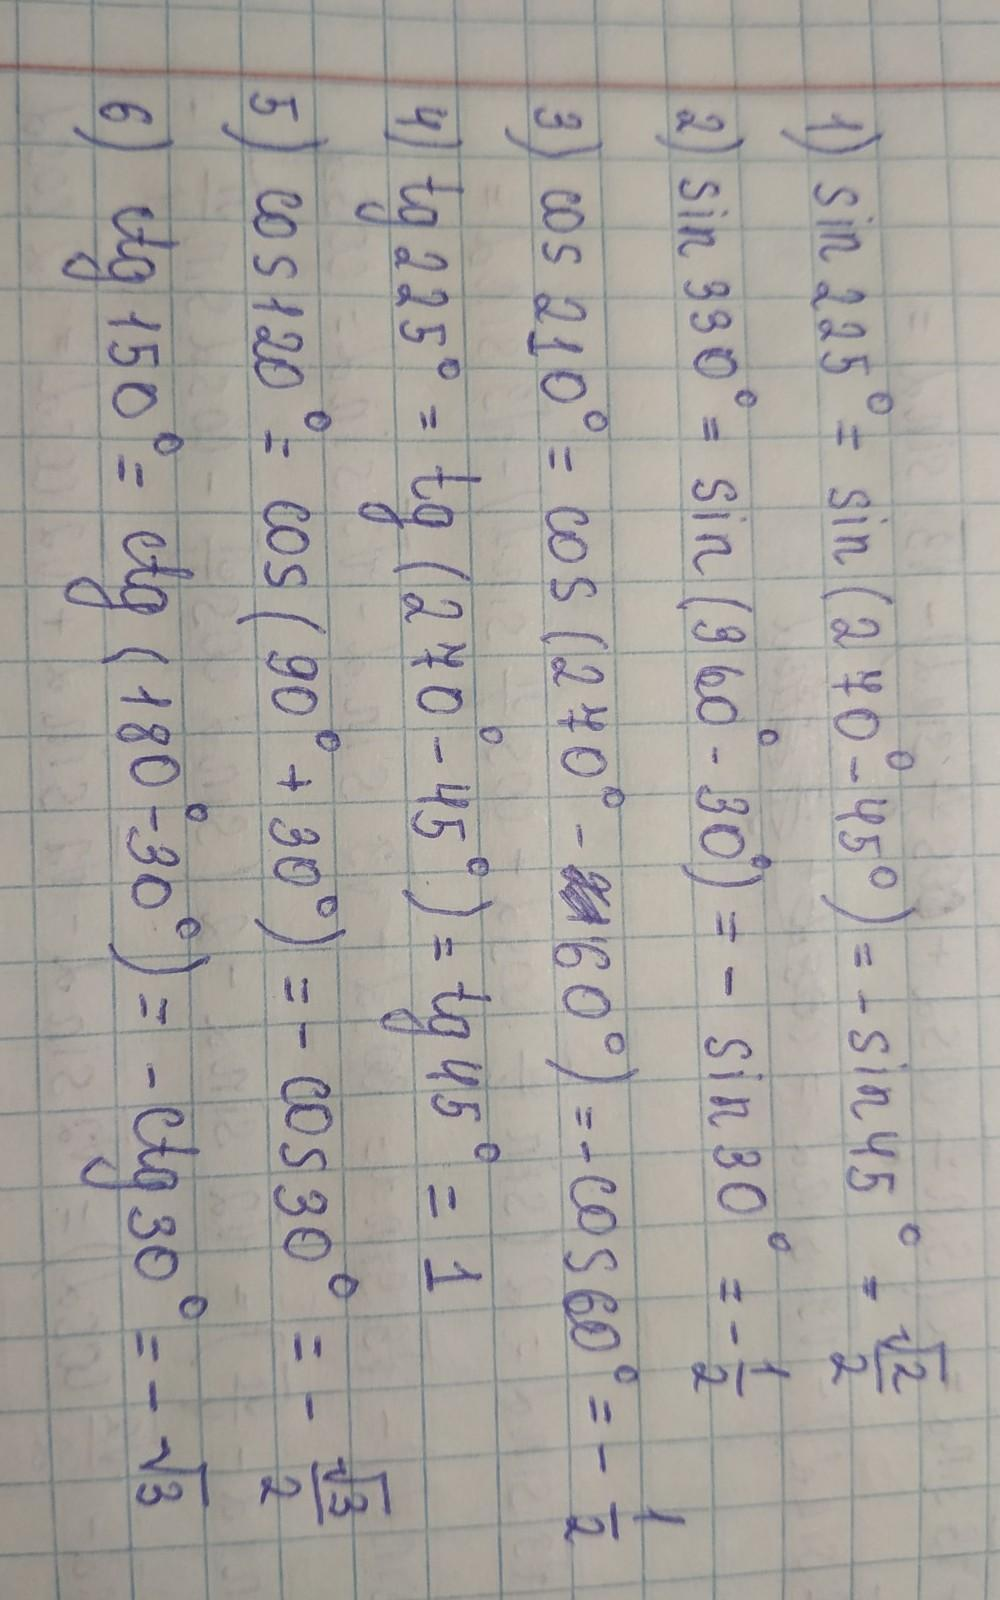 1) sin 225° = sin (270° - 45°) = - sin 45° = √2/2
2) sin 330° = sin (360° - 30°) = - sin 30° = - 1/2
3) cos 210° = cos (270° - 60°) = - cos 60° = - 1/2
4) tg 225° = tg (270° - 45°) = tg 45° = 1
5) cos 120° = cos (90° + 30°) = - cos 30° = - √3/2
6) ctg 150° = ctg (180° - 30°) = - ctg 30° = - √3